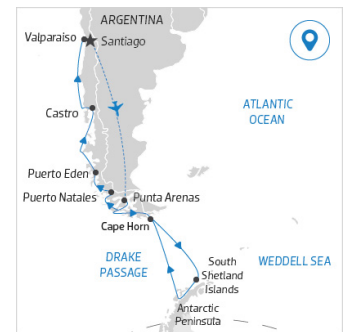 ARGENTINA
Valparaiso
Santiago
ATLANTIC
OCEAN
Castro
Puerto Eden
Puerto Natales
Punta Arenas
Cape Horn
DRAKE
PASSAGE
South
Shetland
Islands
WEDDELL SEA
Antarctic
Peninsula